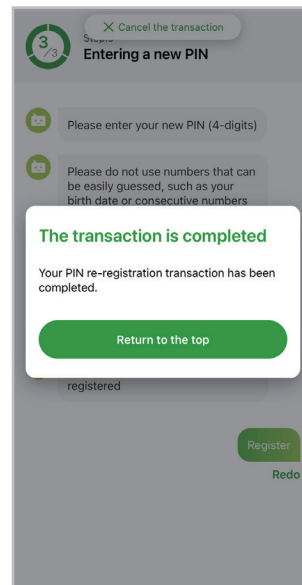 Cancel the transaction
3/3
Entering a new PIN
Please enter your new PIN (4-digits)
Please do not use numbers that can
be easily guessed, such as your
birth date or consecutive numbers
The transaction is completed
Your PIN re-registration transaction has been
completed.
Return to the top
registered
Register
Redo